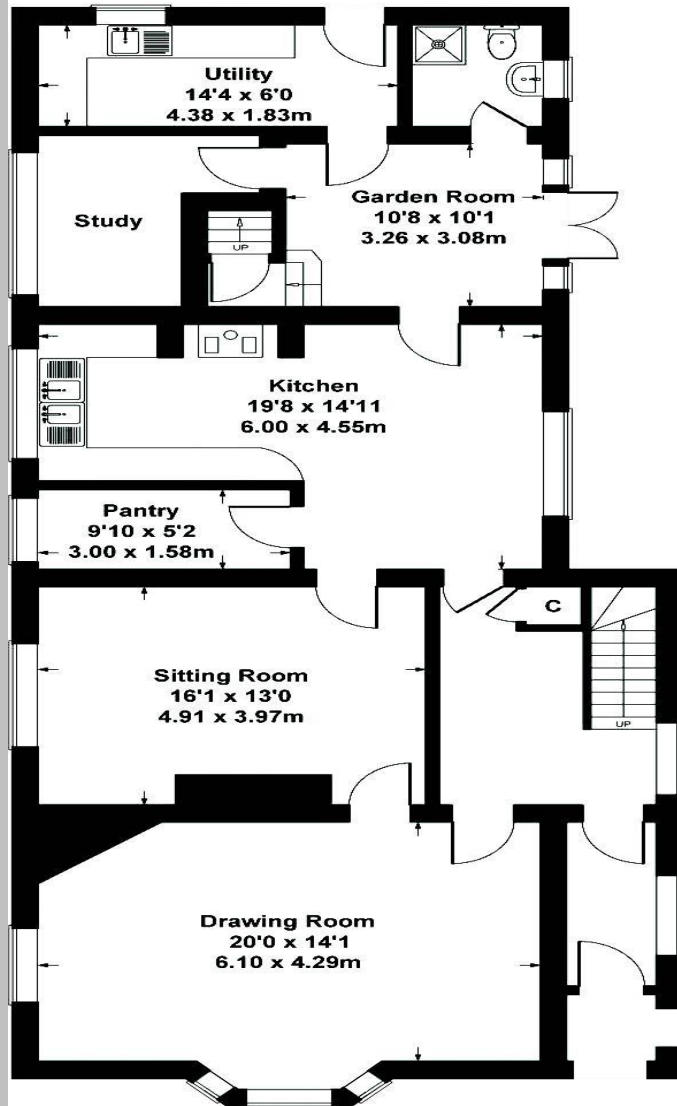 Utility
14'4 x 6'0
4.38 x 1.83m
Garden Room
10'8 x 10'1
3.26 x 3.08m
Study
UP
Kitchen
19'8 x 14'11
6.00 x 4.55m
Pantry
9'10 x 5'2
3.00 x 1.58m
C
Sitting Room
16'1 x 13'0
4.91 x 3.97m
UP
Drawing Room
20'0 x 14'1
6.10 x 4.29m